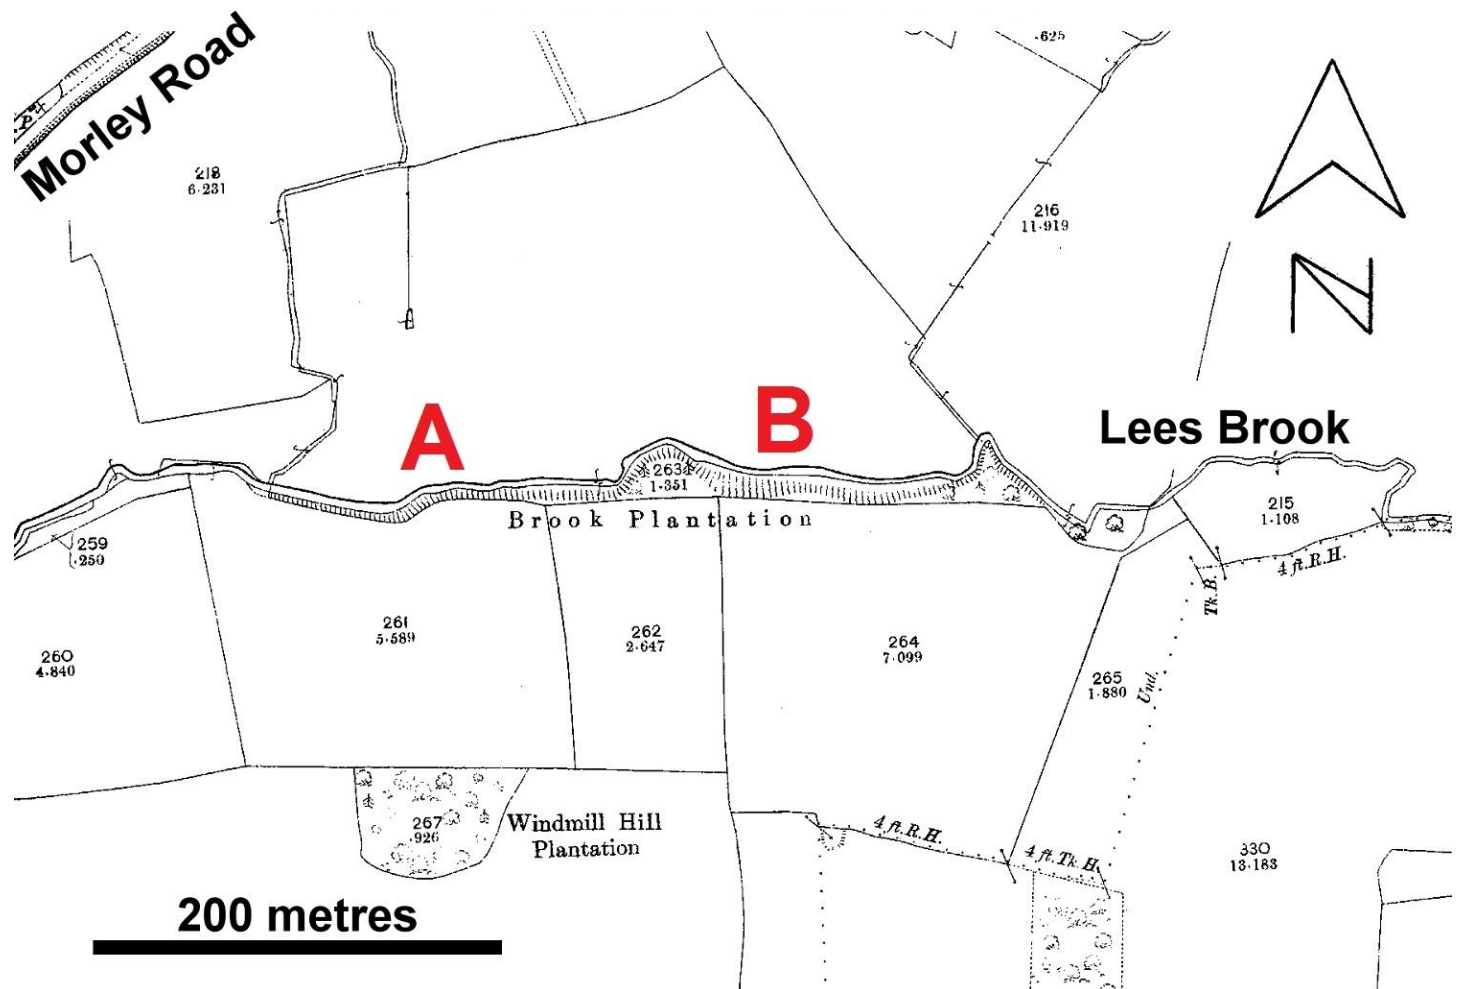 Morley Road
.625
218
6·231
216
11·919
N
A
B
Lees Brook
263
1·351
215
1·108
Brook Plantation
259
·250
4 ft. R.H.
Tk. B.
261
5·589
262
2·647
264
7·099
260
4·840
265
1·880
Und.
267
·926
Windmill Hill
Plantation
4 ft. R.H.
4 ft. Tk. H.
330
13·183
200 metres